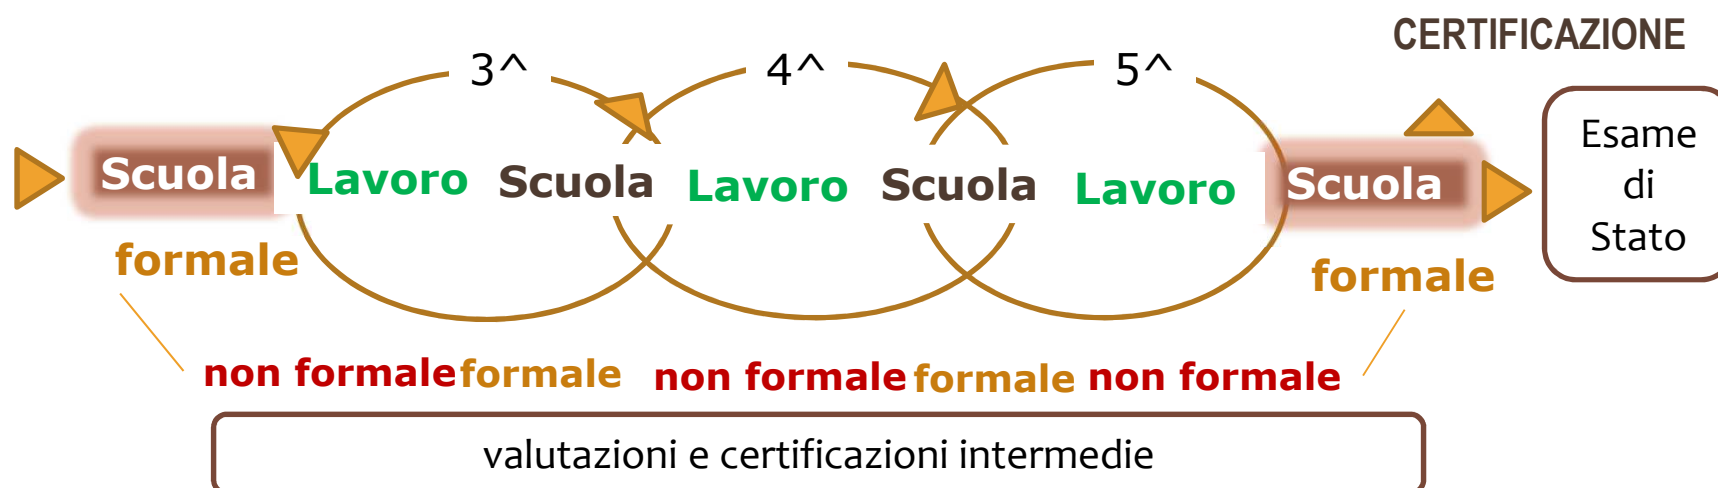 CERTIFICAZIONE
3^ 4^ 5^
Scuola Lavoro Scuola Lavoro Scuola Lavoro Scuola
Esame
di
Stato
formale
formale
non formale formale non formale formale non formale
valutazioni e certificazioni intermedie